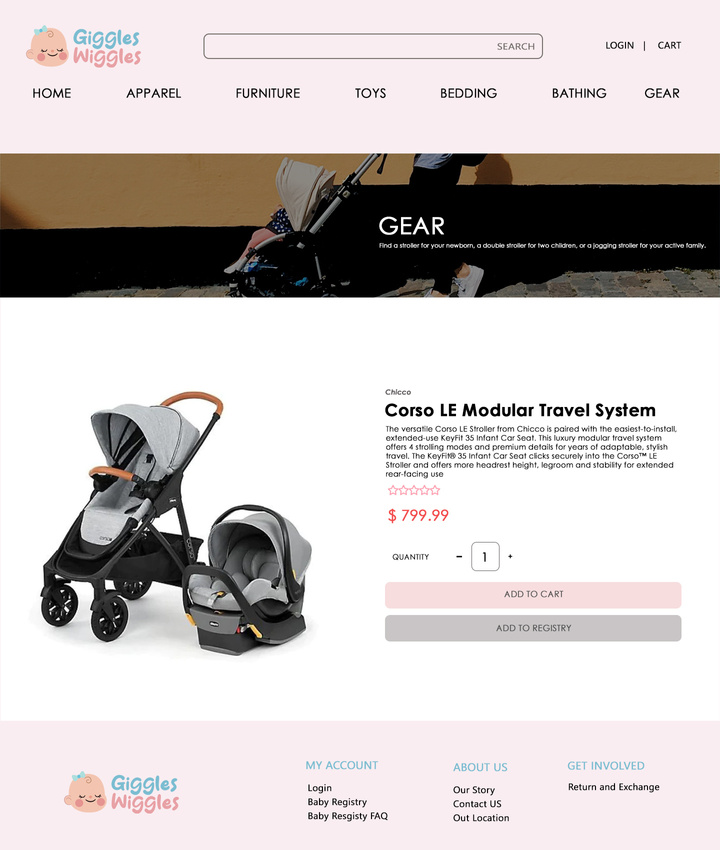 Giggles
Wiggles
SEARCH
LOGIN | CART
HOME APPAREL FURNITURE TOYS BEDDING BATHING GEAR
GEAR
Find a stroller for your newborn, a double stroller for two children, or a jogging stroller for your active family.
Chicco
Corso LE Modular Travel System
The versatile Corso LE Stroller from Chicco is paired with the easiest-to-install,
extended-use KeyFit 35 Infant Car Seat. This luxury modular travel system
offers 4 strolling modes and premium details for years of adaptable, stylish
travel. The KeyFit® 35 Infant Car Seat clicks securely into the Corso™ LE
Stroller and offers more headrest height, legroom and stability for extended
rear-facing use
$ 799.99
QUANTITY - 1 +
ADD TO CART
ADD TO REGISTRY
Giggles
Wiggles
MY ACCOUNT
Login
Baby Registry
Baby Resgisty FAQ
ABOUT US
Our Story
Contact US
Out Location
GET INVOLVED
Return and Exchange